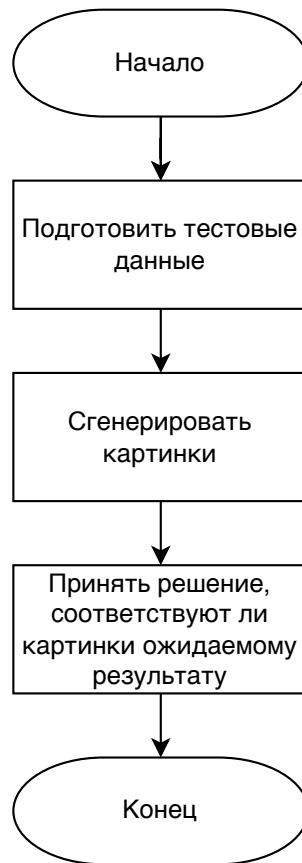 Начало
Подготовить тестовые
данные
Сгенерировать
картинки
Принять решение,
соответствуют ли
картинки ожидаемому
результату
Конец